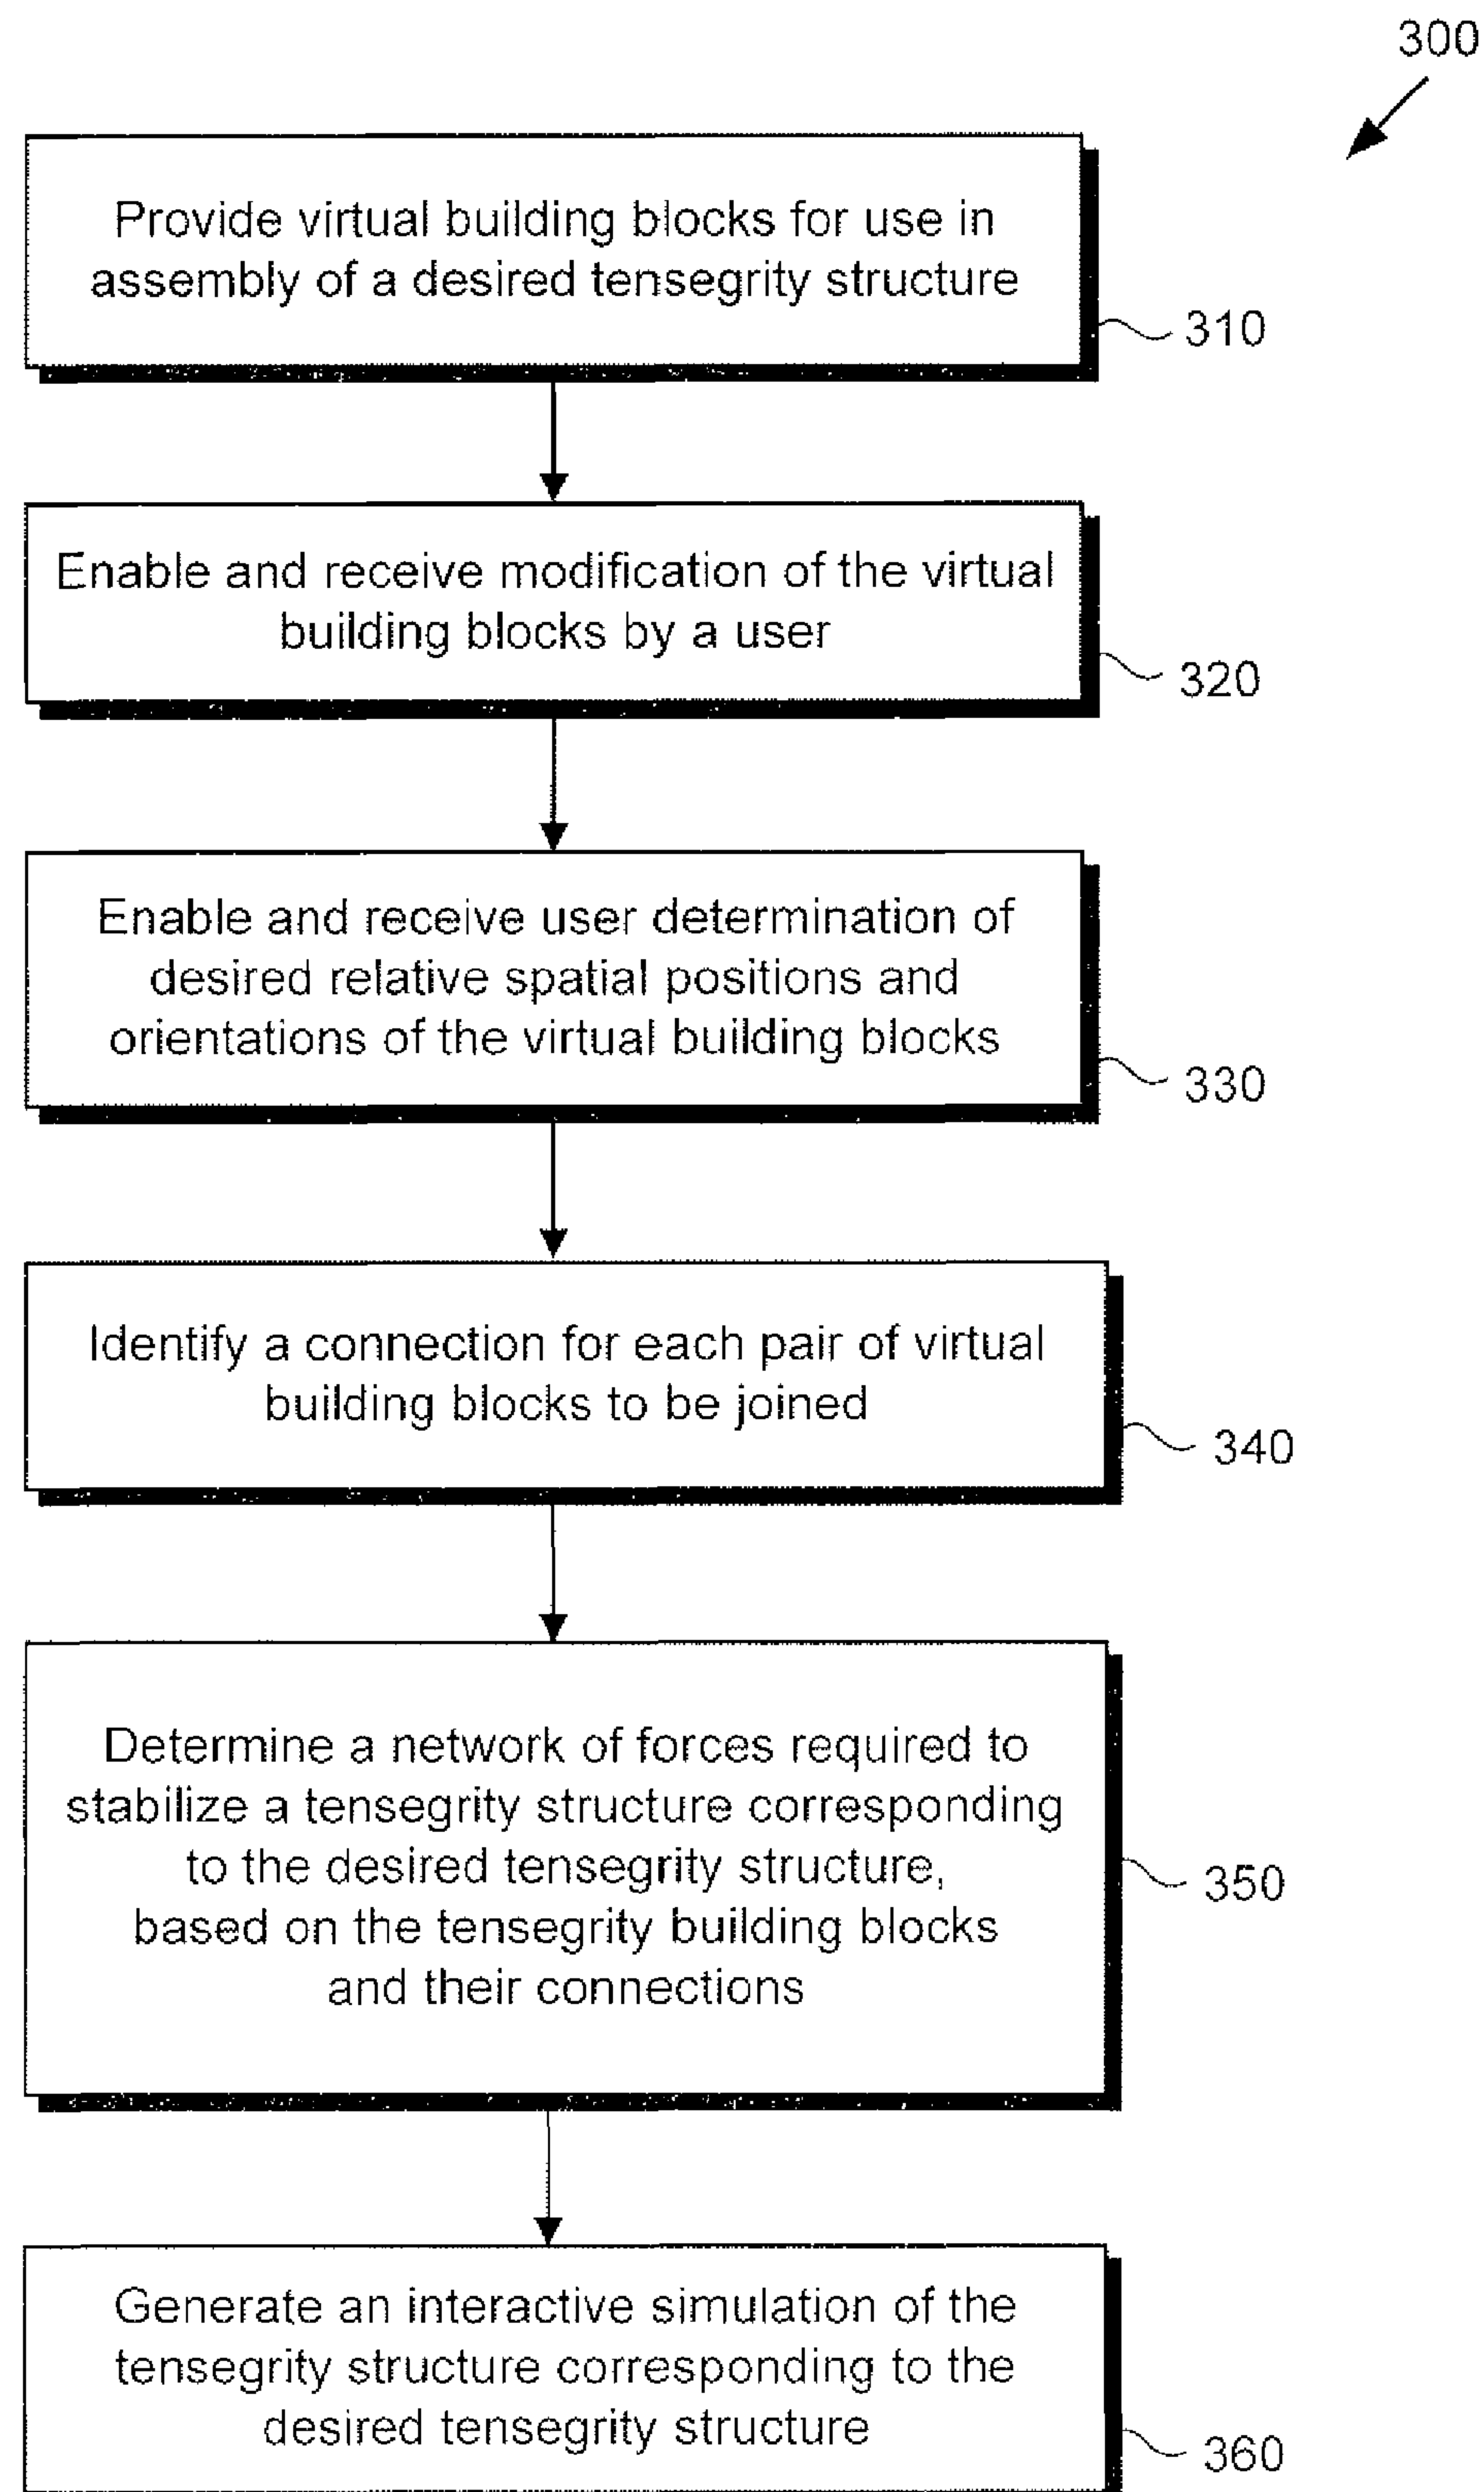 300
Provide virtual building blocks for use in
assembly of a desired tensegrity structure
310
Enable and receive modification of the virtual
building blocks by a user
320
Enable and receive user determination of
desired relative spatial positions and
orientations of the virtual building blocks
330
Identify a connection for each pair of virtual
building blocks to be joined
340
Determine a network of forces required to
stabilize a tensegrity structure corresponding
to the desired tensegrity structure,
based on the tensegrity building blocks
and their connections
350
Generate an interactive simulation of the
tensegrity structure corresponding to the
desired tensegrity structure
360